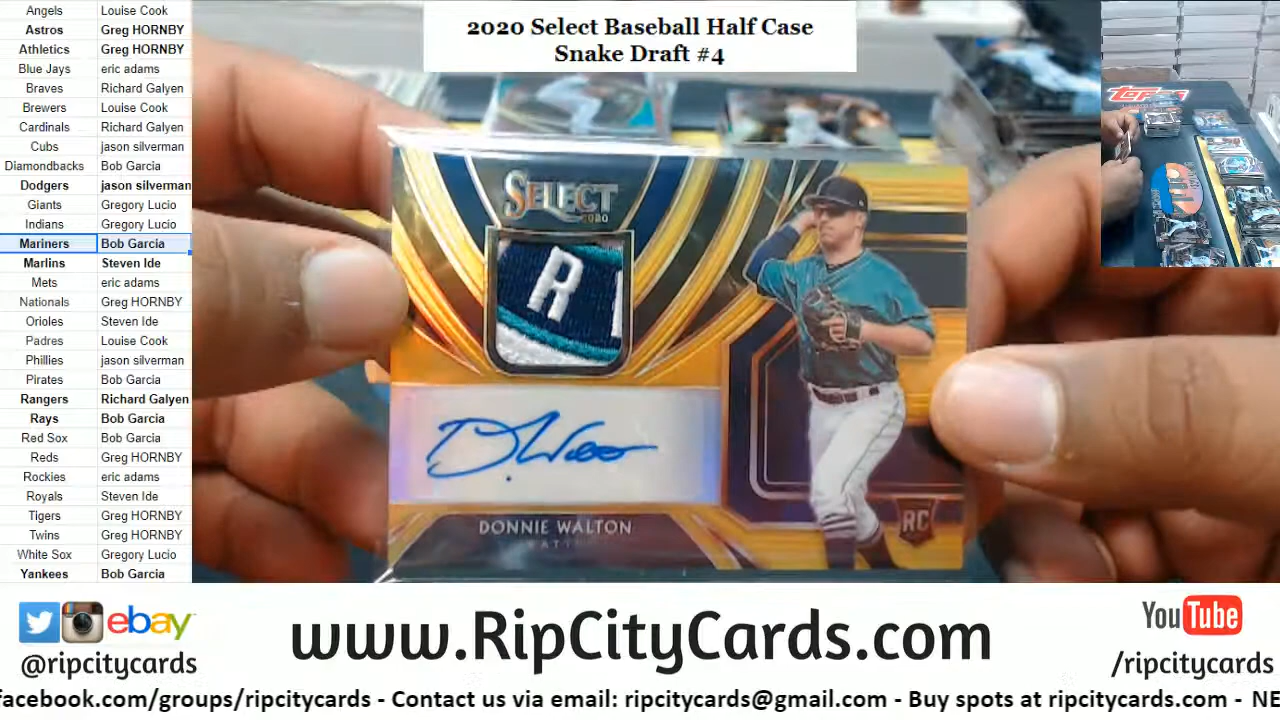 2020 Select Baseball Half Case
Snake Draft #4
Angels Louise Cook
Astros Greg HORNBY
Athletics Greg HORNBY
Blue Jays eric adams
Braves Richard Galyen
Brewers Louise Cook
Cardinals Richard Galyen
Cubs jason silverman
Diamondbacks Bob Garcia
Dodgers jason silverman
Giants Gregory Lucio
Indians Gregory Lucio
Mariners Bob Garcia
Marlins Steven Ide
Mets eric adams
Nationals Greg HORNBY
Orioles Steven Ide
Padres Louise Cook
Phillies jason silverman
Pirates Bob Garcia
Rangers Richard Galyen
Rays Bob Garcia
Red Sox Bob Garcia
Reds Greg HORNBY
Rockies eric adams
Royals Steven Ide
Tigers Greg HORNBY
Twins Greg HORNBY
White Sox Gregory Lucio
Yankees Bob Garcia
SELECT
2020
R
DONNIE WALTON
RC
Topps
ebay
@ripcitycards
www.RipCityCards.com
YouTube
/ripcitycards
facebook.com/groups/ripcitycards - Contact us via email: ripcitycards@gmail.com - Buy spots at ripcitycards.com - NE